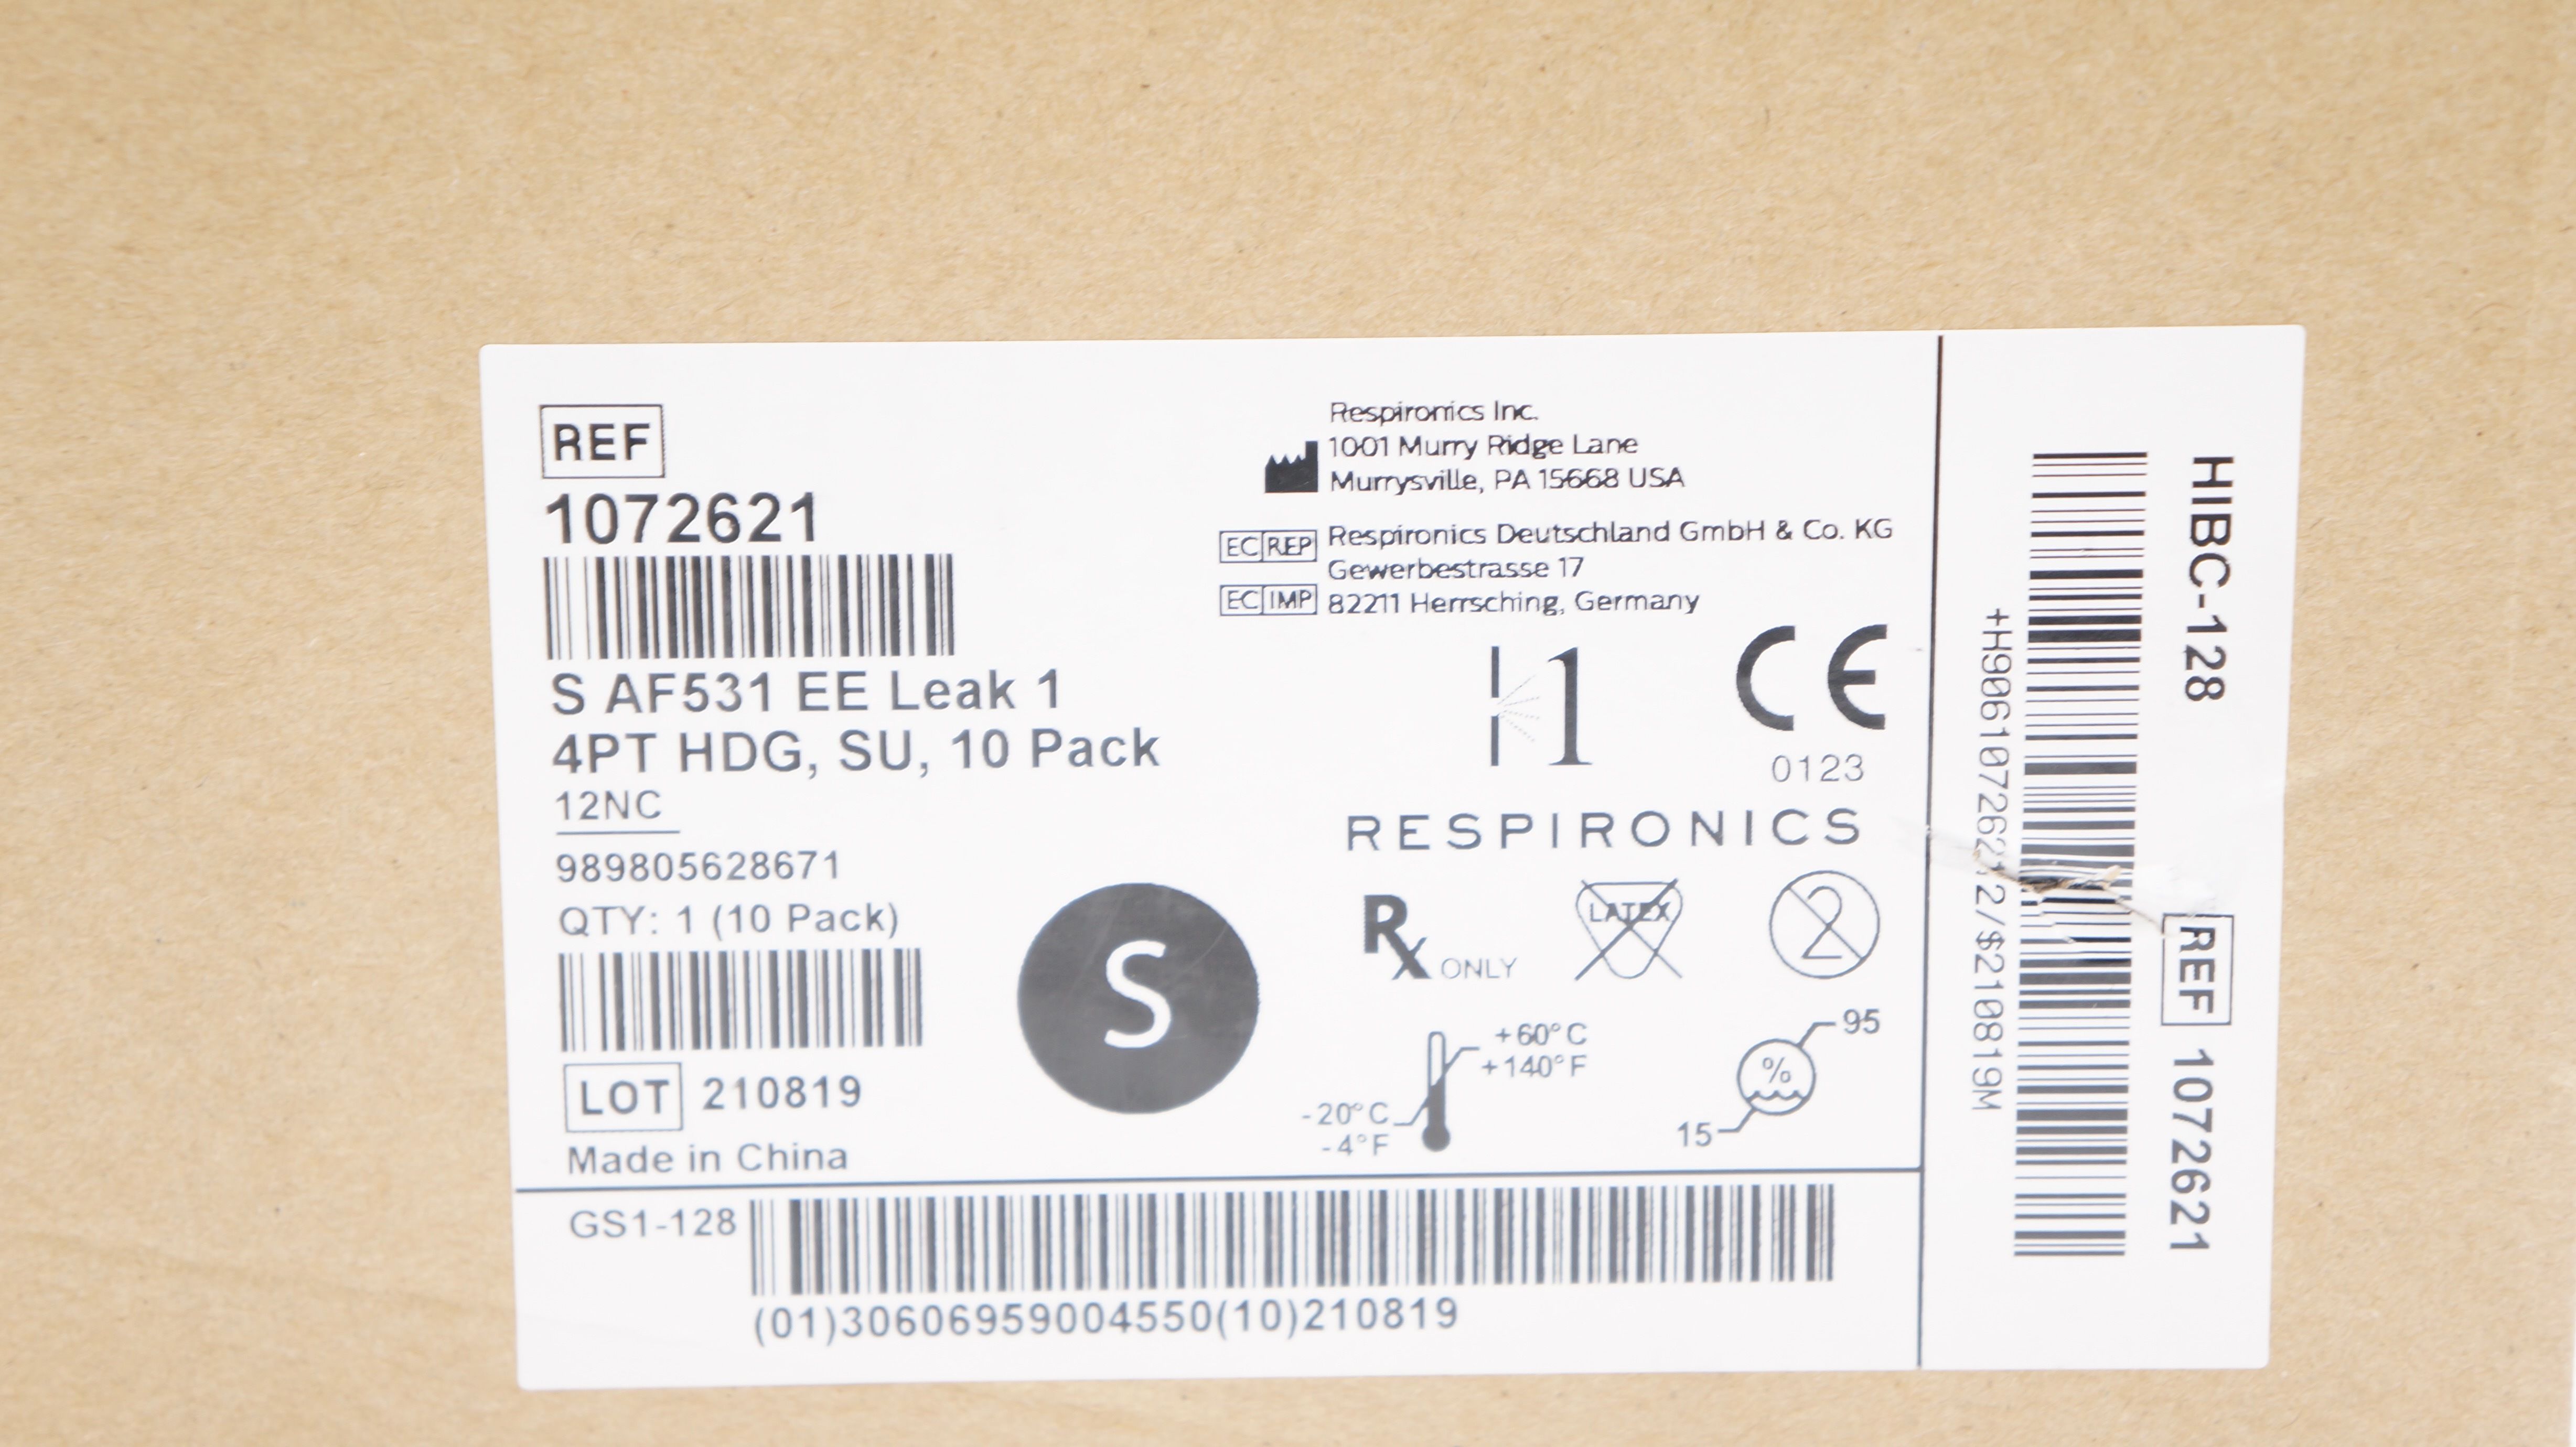 REF
1072621
S AF531 EE Leak 1
4PT HDG, SU, 10 Pack
12NC
989805628671
QTY: 1 (10 Pack)
LOT 210819
Made in China
S
Respironics Inc.
1001 Murry Ridge Lane
Murrysville, PA 15668 USA
EC REP Respironics Deutschland GmbH & Co. KG
Gewerbestrasse 17
EC IMP 82211 Herrsching, Germany
1
CE
0123
RESPIRONICS
Rx ONLY
LATEX
2
+60°C
+140°F
-20°C
-4°F
95
%
15
GS1-128
(01)30606959004550(10)210819
HIBC-128
REF 1072621